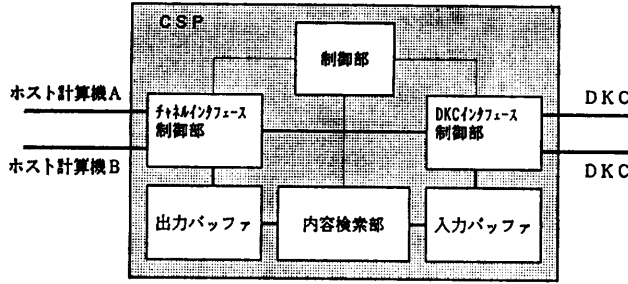 CSP
制御部
ホスト計算機A
チャネルインタフェース
制御部
DKCインタフェース
制御部
DKC
ホスト計算機B
DKC
出力バッファ
内容検索部
入力バッファ